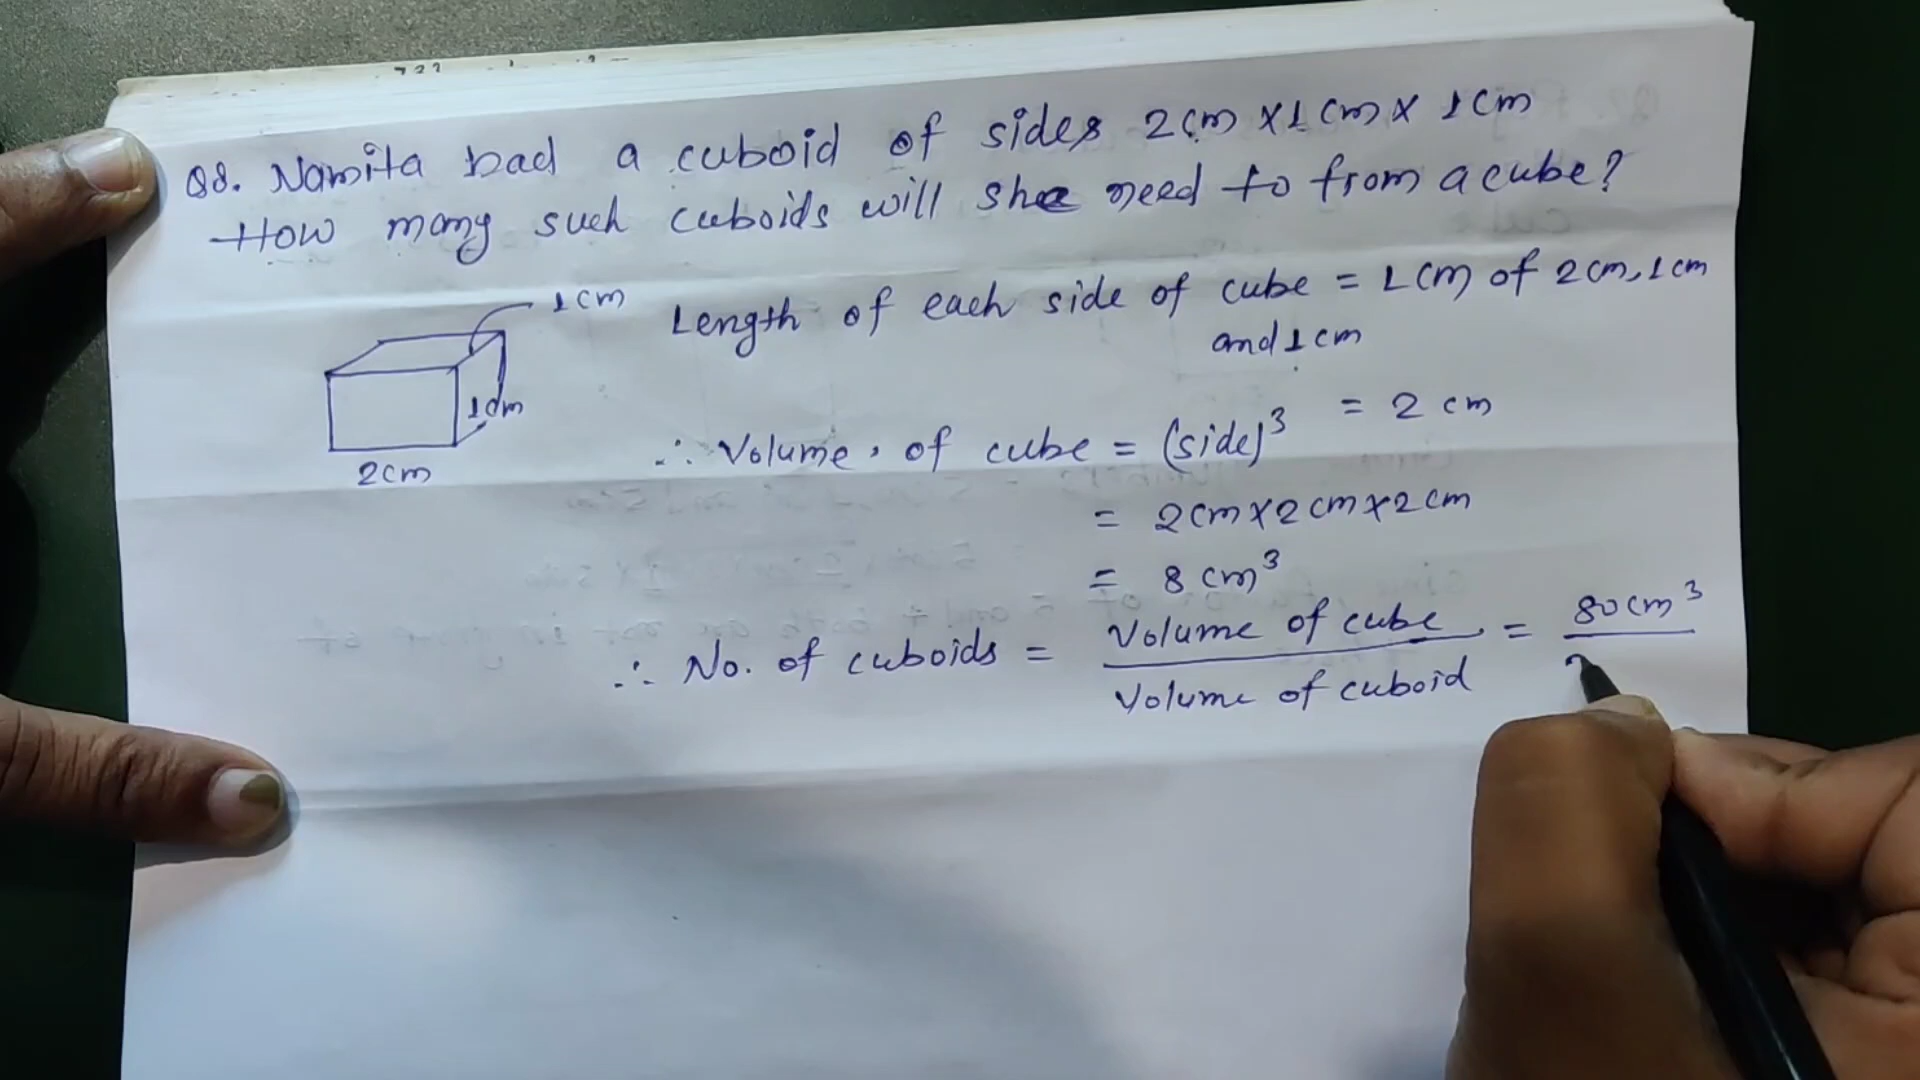 Q8. Namita had a cuboid of sides 2cm x 1cm x 1cm
How many such cuboids will she need to from a cube?
1cm
1cm
2cm
Length of each side of cube = LCM of 2cm, 1cm
and 1cm
= 2 cm
∴ Volume of cube = (side)³
= 2cm x 2cm x 2cm
= 8 cm³
∴ No. of cuboids = Volume of cube / Volume of cuboid = 80cm³